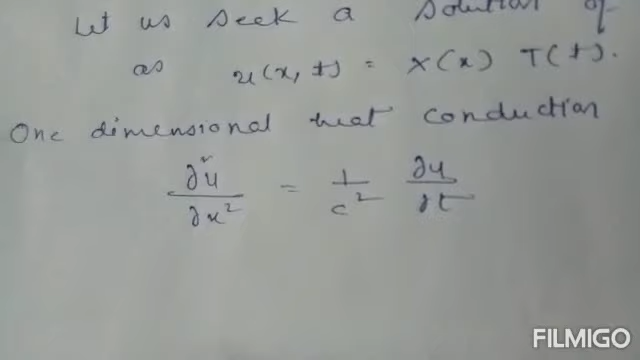 Let us seek a solution of
as u(x, t) = X(x) T(t).
One dimensional heat conduction
∂²u/∂x² = 1/c² ∂u/∂t
FILMIGO